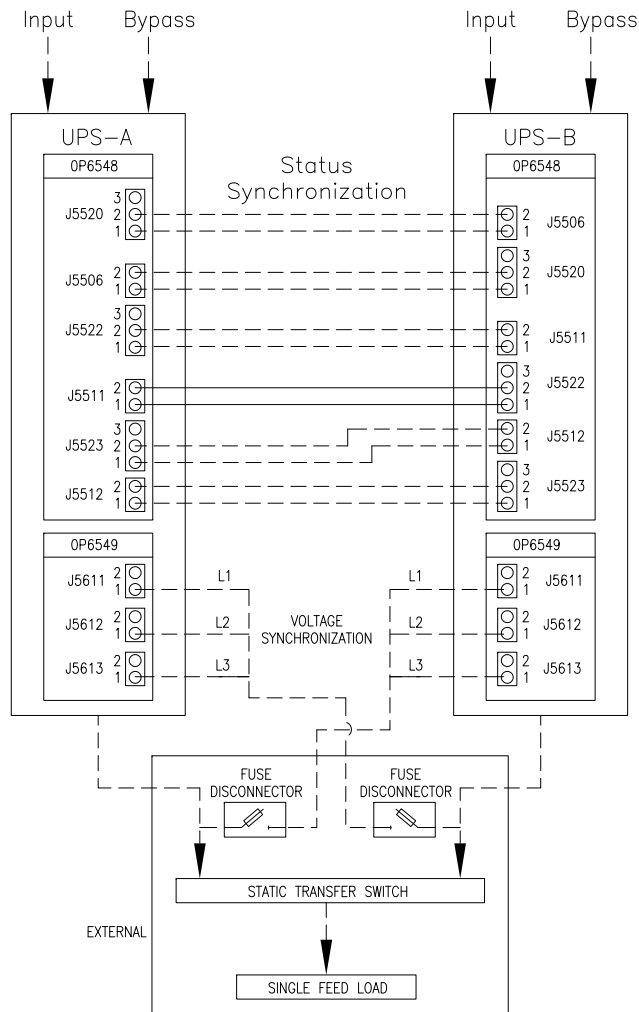 Input Bypass Input Bypass
UPS-A UPS-B
0P6548 Status 0P6548
Synchronization
3
J5520 2 2 J5506
1 1
3
J5506 2 2 J5520
1 1
3
J5522 2 2 J5511
1 1
3
J5511 2 2 J5522
1 1
3
J5523 2 2 J5512
1 1
3
J5512 2 2 J5523
1 1
0P6549 0P6549
J5611 2 L1 L1 2 J5611
1 1
J5612 2 L2 VOLTAGE L2 2 J5612
1 SYNCHRONIZATION 1
J5613 2 L3 L3 2 J5613
1 1
FUSE FUSE
DISCONNECTOR DISCONNECTOR
STATIC TRANSFER SWITCH
EXTERNAL
SINGLE FEED LOAD